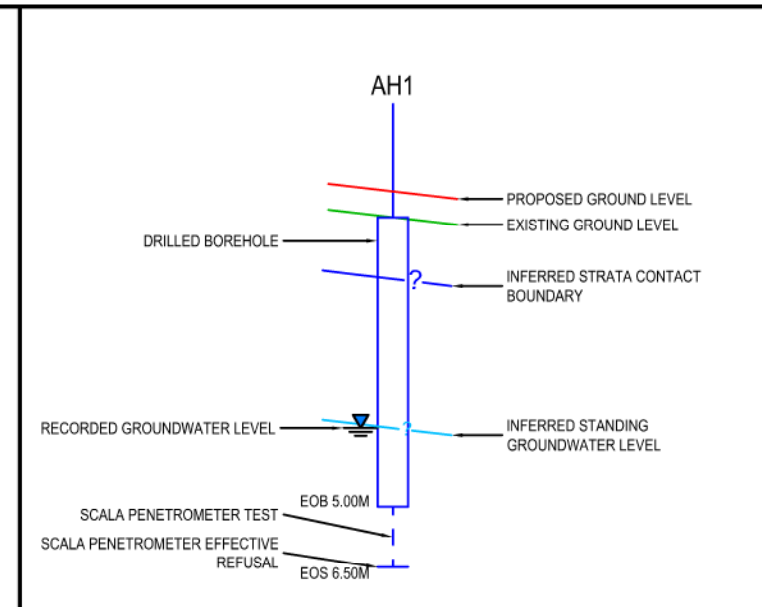 AH1
PROPOSED GROUND LEVEL
EXISTING GROUND LEVEL
DRILLED BOREHOLE
?
INFERRED STRATA CONTACT
BOUNDARY
RECORDED GROUNDWATER LEVEL
?
INFERRED STANDING
GROUNDWATER LEVEL
EOB 5.00M
SCALA PENETROMETER TEST
SCALA PENETROMETER EFFECTIVE
REFUSAL
EOS 6.50M